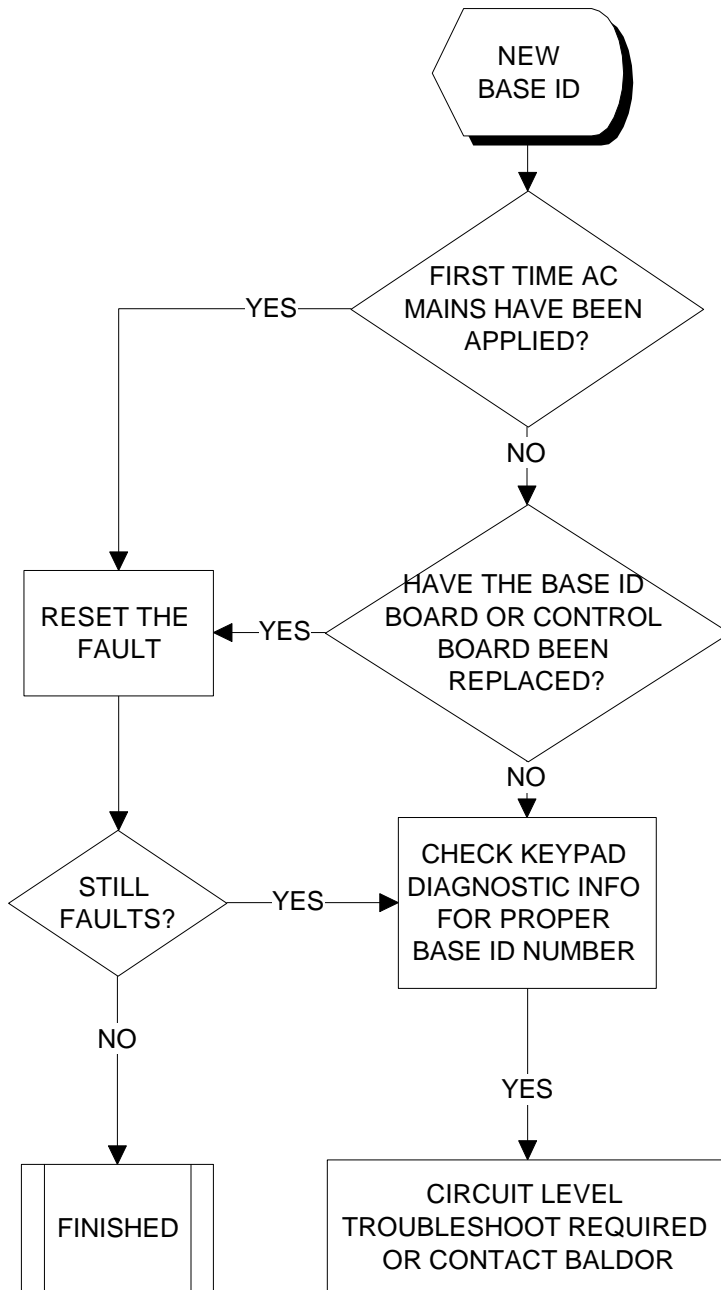 NEW
BASE ID
FIRST TIME AC
MAINS HAVE BEEN
APPLIED?
YES
NO
HAVE THE BASE ID
BOARD OR CONTROL
BOARD BEEN
REPLACED?
YES
RESET THE
FAULT
NO
CHECK KEYPAD
DIAGNOSTIC INFO
FOR PROPER
BASE ID NUMBER
STILL
FAULTS?
YES
NO
YES
FINISHED
CIRCUIT LEVEL
TROUBLESHOOT REQUIRED
OR CONTACT BALDOR